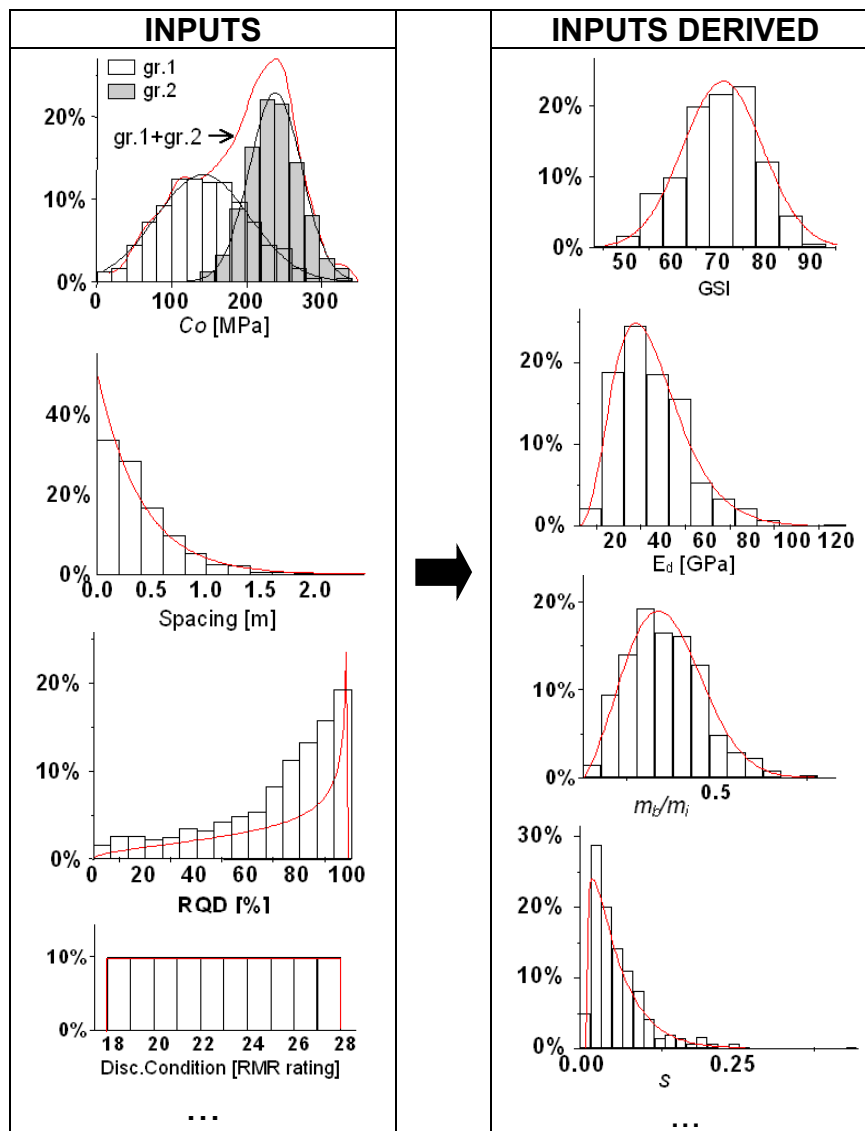 INPUTS
gr.1
gr.2
20%
gr.1+gr.2
10%
0%
0 100 200 300
Co [MPa]
40%
20%
0%
0.0 0.5 1.0 1.5 2.0
Spacing [m]
20%
10%
0%
0 20 40 60 80 100
RQD [%]
10%
0%
18 20 22 24 26 28
Disc.Condition [RMR rating]
...
INPUTS DERIVED
20%
10%
0%
50 60 70 80 90
GSI
20%
10%
0%
20 40 60 80 100 120
Ed [GPa]
20%
10%
0%
0.5
mb/mi
30%
20%
10%
0%
0.00 0.25
s
...